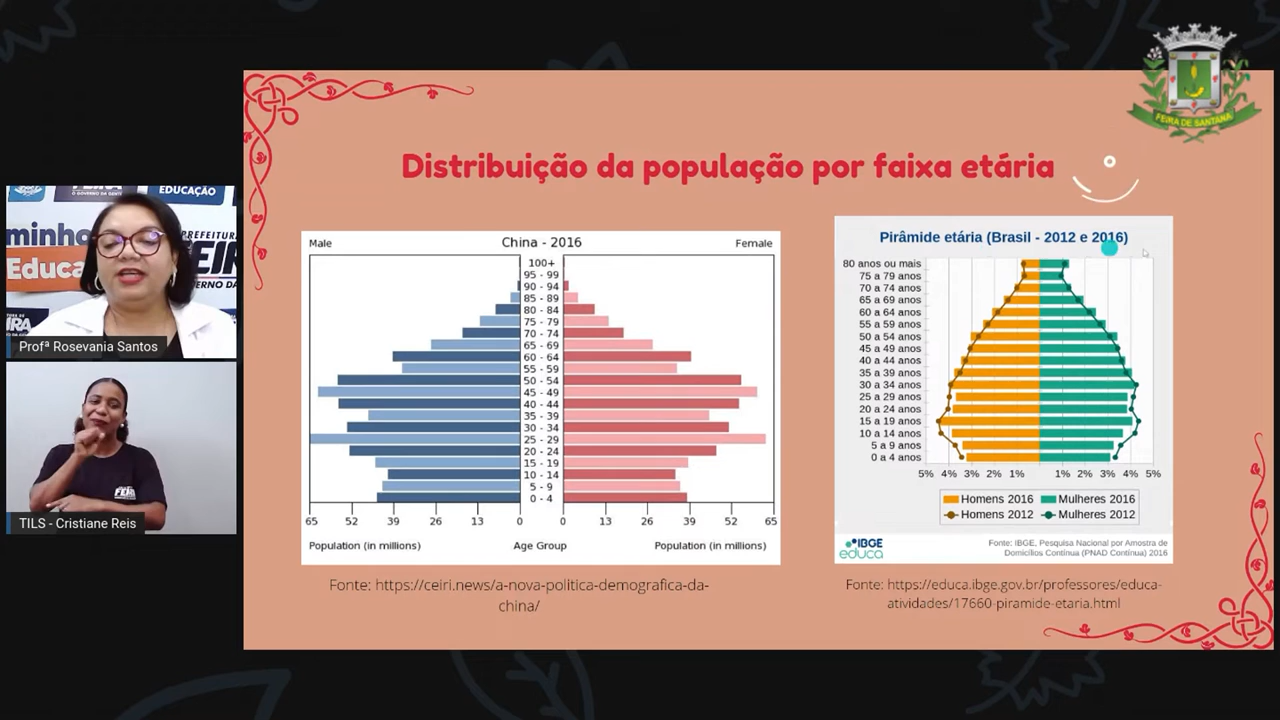 FEIRA DE SANTANA
Distribuição da população por faixa etária
EDUCAÇÃO
minho
Educa
PREFEITURA
FEIR
Profª Rosevania Santos
TILS - Cristiane Reis
Male China - 2016 Female
100+
95 - 99
90 - 94
85 - 89
80 - 84
75 - 79
70 - 74
65 - 69
60 - 64
55 - 59
50 - 54
45 - 49
40 - 44
35 - 39
30 - 34
25 - 29
20 - 24
15 - 19
10 - 14
5 - 9
0 - 4
65 52 39 26 13 0 0 13 26 39 52 65
Population (in millions) Age Group Population (in millions)
Fonte: https://ceiri.news/a-nova-politica-demografica-da-
china/
Pirâmide etária (Brasil - 2012 e 2016)
80 anos ou mais
75 a 79 anos
70 a 74 anos
65 a 69 anos
60 a 64 anos
55 a 59 anos
50 a 54 anos
45 a 49 anos
40 a 44 anos
35 a 39 anos
30 a 34 anos
25 a 29 anos
20 a 24 anos
15 a 19 anos
10 a 14 anos
5 a 9 anos
0 a 4 anos
5% 4% 3% 2% 1% 1% 2% 3% 4% 5%
Homens 2016 Mulheres 2016
Homens 2012 Mulheres 2012
IBGE
educa
Fonte: IBGE, Pesquisa Nacional por Amostra de
Domicílios Contínua (PNAD Contínua) 2016
Fonte: https://educa.ibge.gov.br/professores/educa-
atividades/17660-piramide-etaria.html